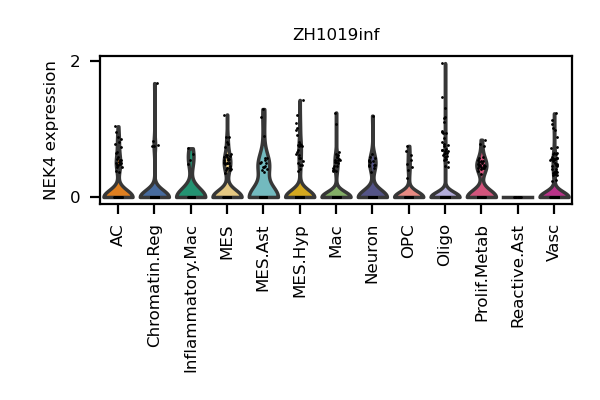 ZH1019inf
NEK4 expression
2
0
AC
Chromatin.Reg
Inflammatory.Mac
MES
MES.Ast
MES.Hyp
Mac
Neuron
OPC
Oligo
Prolif.Metab
Reactive.Ast
Vasc